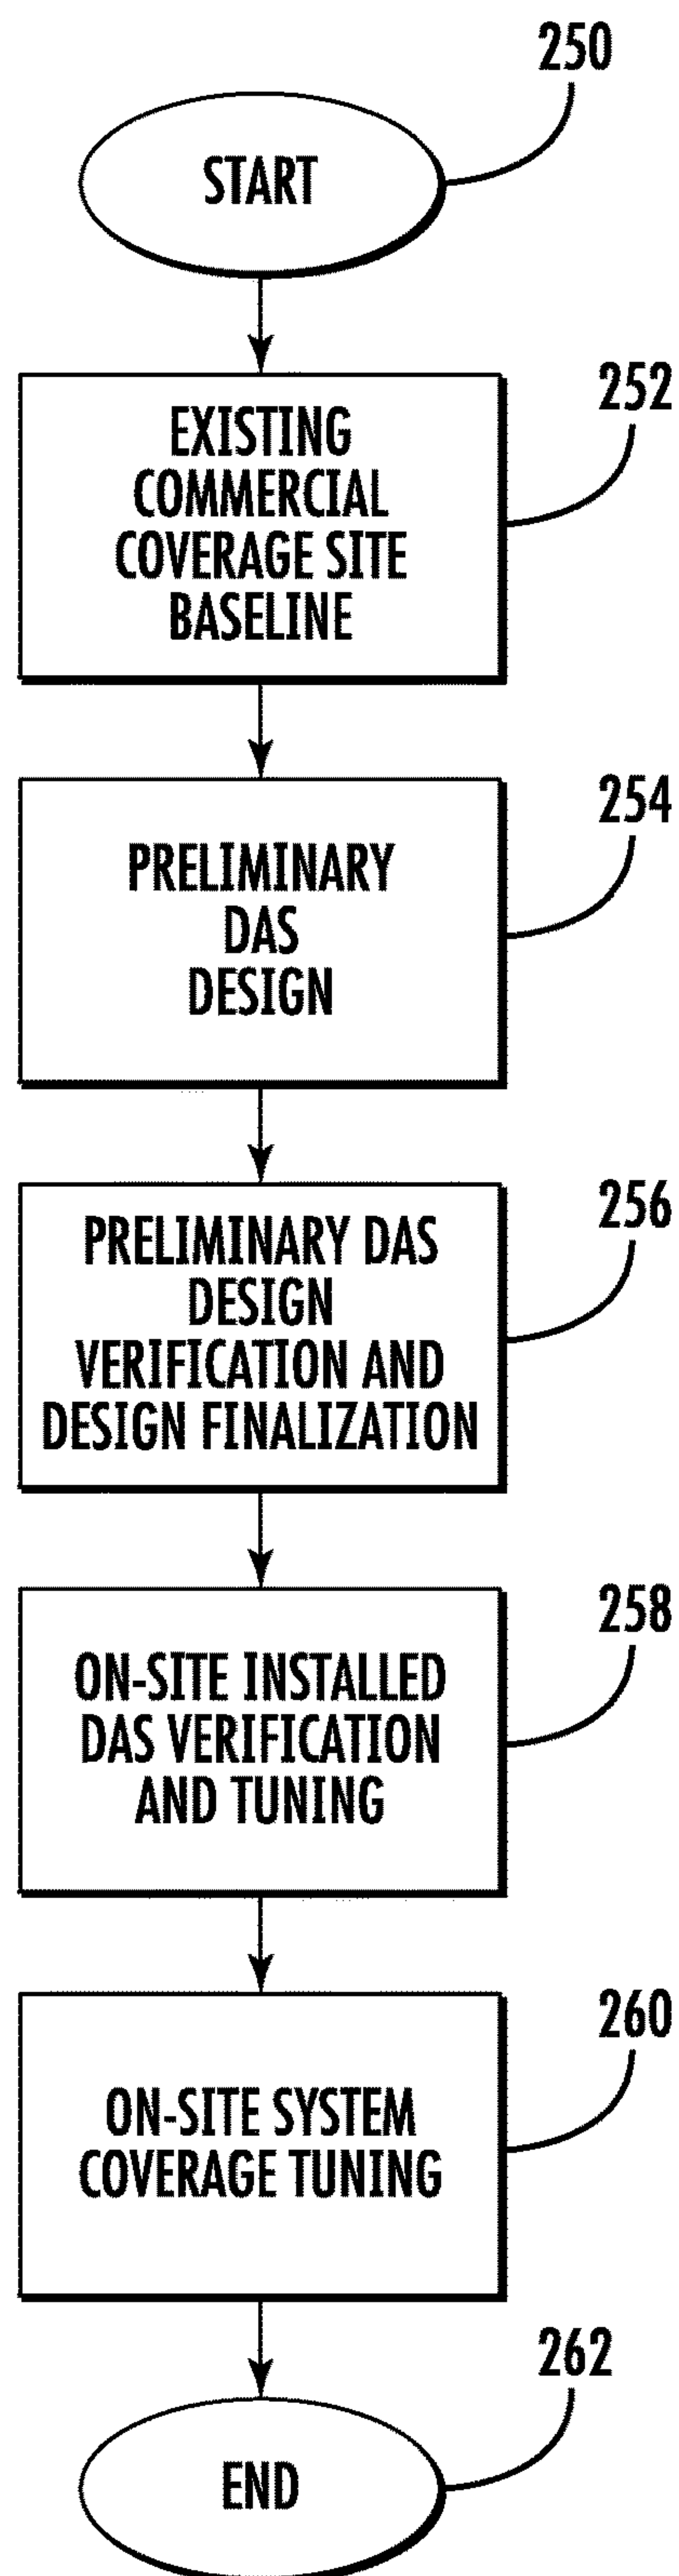 250
START
252
EXISTING
COMMERCIAL
COVERAGE SITE
BASELINE
254
PRELIMINARY
DAS
DESIGN
256
PRELIMINARY DAS
DESIGN
VERIFICATION AND
DESIGN FINALIZATION
258
ON-SITE INSTALLED
DAS VERIFICATION
AND TUNING
260
ON-SITE SYSTEM
COVERAGE TUNING
262
END